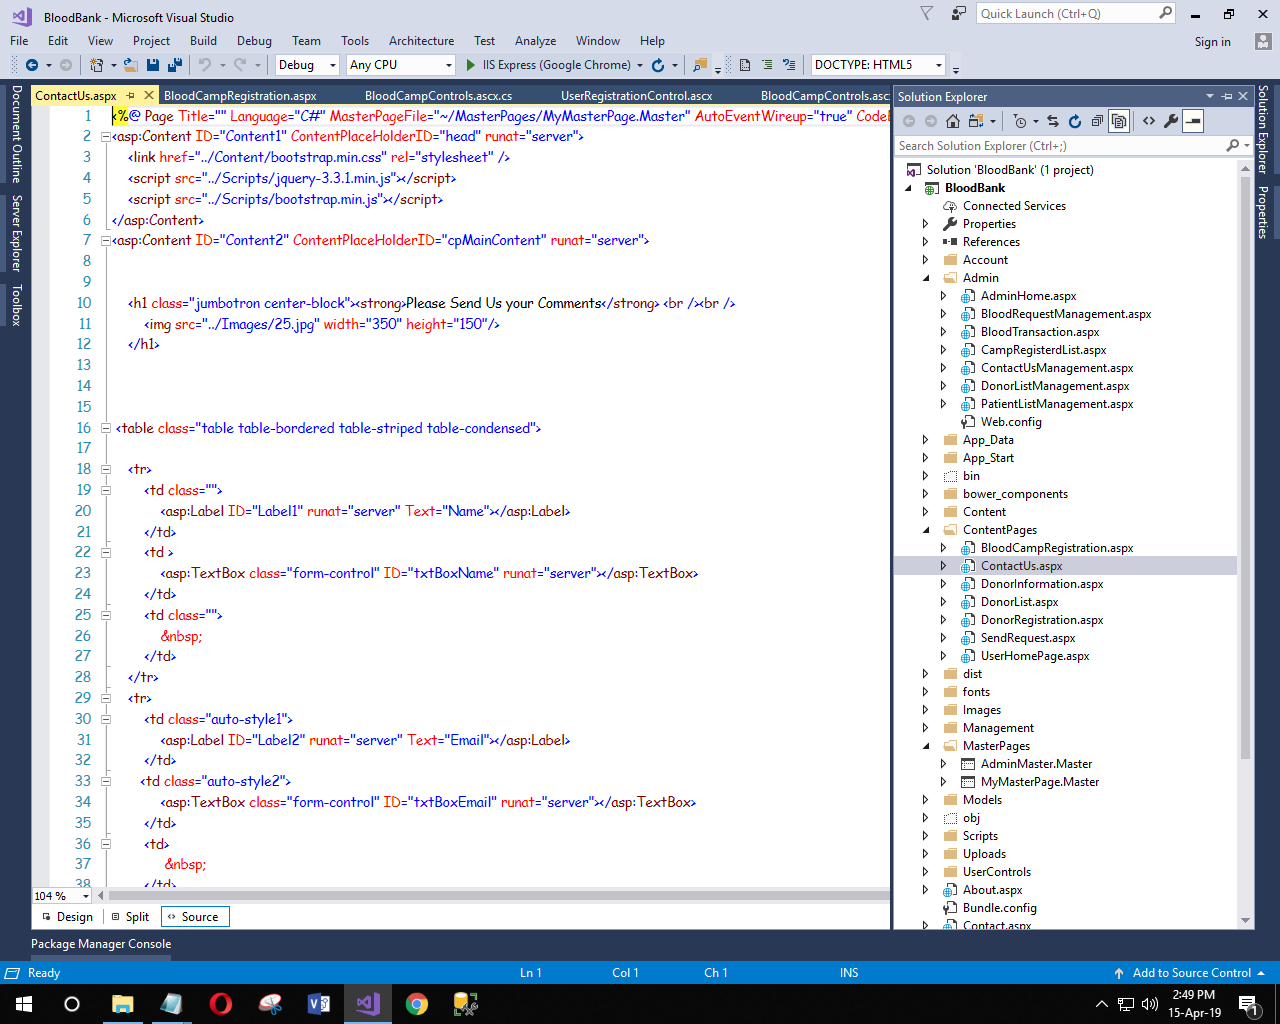 BloodBank - Microsoft Visual Studio
Quick Launch (Ctrl+Q)
File Edit View Project Build Debug Team Tools Architecture Test Analyze Window Help
Sign in
Debug Any CPU IIS Express (Google Chrome) DOCTYPE: HTML5
ContactUs.aspx BloodCampRegistration.aspx BloodCampControls.ascx.cs UserRegistrationControl.ascx BloodCampControls.asc
Document Outline
Server Explorer
Toolbox
1 <%@ Page Title="" Language="C#" MasterPageFile="~/MasterPages/MyMasterPage.Master" AutoEventWireup="true" CodeB
2 <asp:Content ID="Content1" ContentPlaceHolderID="head" runat="server">
3 <link href="../Content/bootstrap.min.css" rel="stylesheet" />
4 <script src="../Scripts/jquery-3.3.1.min.js"></script>
5 <script src="../Scripts/bootstrap.min.js"></script>
6 </asp:Content>
7 <asp:Content ID="Content2" ContentPlaceHolderID="cpMainContent" runat="server">
8
9
10 <h1 class="jumbotron center-block"><strong>Please Send Us your Comments</strong> <br /><br />
11 <img src="../Images/25.jpg" width="350" height="150"/>
12 </h1>
13
14
15
16 <table class="table table-bordered table-striped table-condensed">
17
18 <tr>
19 <td class="">
20 <asp:Label ID="Label1" runat="server" Text="Name"></asp:Label>
21 </td>
22 <td >
23 <asp:TextBox class="form-control" ID="txtBoxName" runat="server"></asp:TextBox>
24 </td>
25 <td class="">
26 &nbsp;
27 </td>
28 </tr>
29 <tr>
30 <td class="auto-style1">
31 <asp:Label ID="Label2" runat="server" Text="Email"></asp:Label>
32 </td>
33 <td class="auto-style2">
34 <asp:TextBox class="form-control" ID="txtBoxEmail" runat="server"></asp:TextBox>
35 </td>
36 <td>
37 &nbsp;
38 </td>
104 %
Design Split Source
Solution Explorer
Search Solution Explorer (Ctrl+;)
Solution 'BloodBank' (1 project)
BloodBank
Connected Services
Properties
References
Account
Admin
AdminHome.aspx
BloodRequestManagement.aspx
BloodTransaction.aspx
CampRegisterdList.aspx
ContactUsManagement.aspx
DonorListManagement.aspx
PatientListManagement.aspx
Web.config
App_Data
App_Start
bin
bower_components
Content
ContentPages
BloodCampRegistration.aspx
ContactUs.aspx
DonorInformation.aspx
DonorList.aspx
DonorRegistration.aspx
SendRequest.aspx
UserHomePage.aspx
dist
fonts
Images
Management
MasterPages
AdminMaster.Master
MyMasterPage.Master
Models
obj
Scripts
Uploads
UserControls
About.aspx
Bundle.config
Contact.aspx
Solution Explorer
Properties
Package Manager Console
Ready Ln 1 Col 1 Ch 1 INS Add to Source Control
2:49 PM
15-Apr-19
1